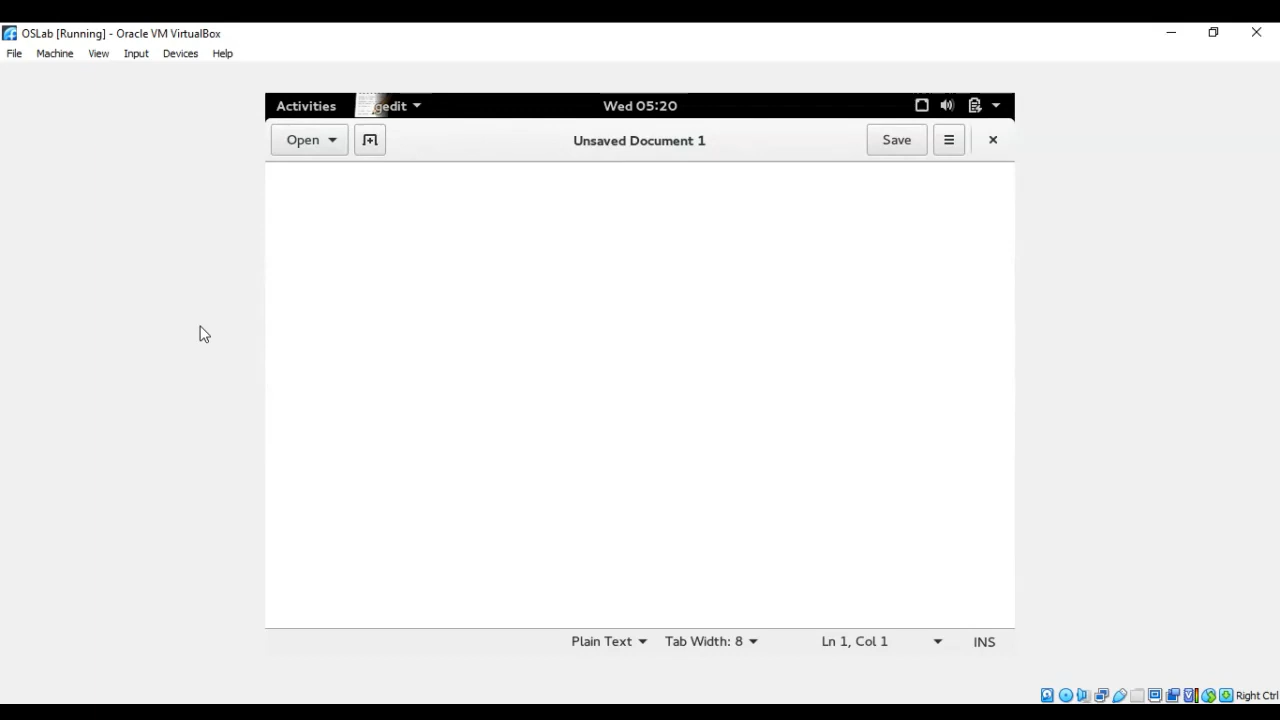 OSLab [Running] - Oracle VM VirtualBox
File Machine View Input Devices Help
Activities gedit Wed 05:20
Open Unsaved Document 1 Save
Plain Text Tab Width: 8 Ln 1, Col 1 INS
Right Ctrl